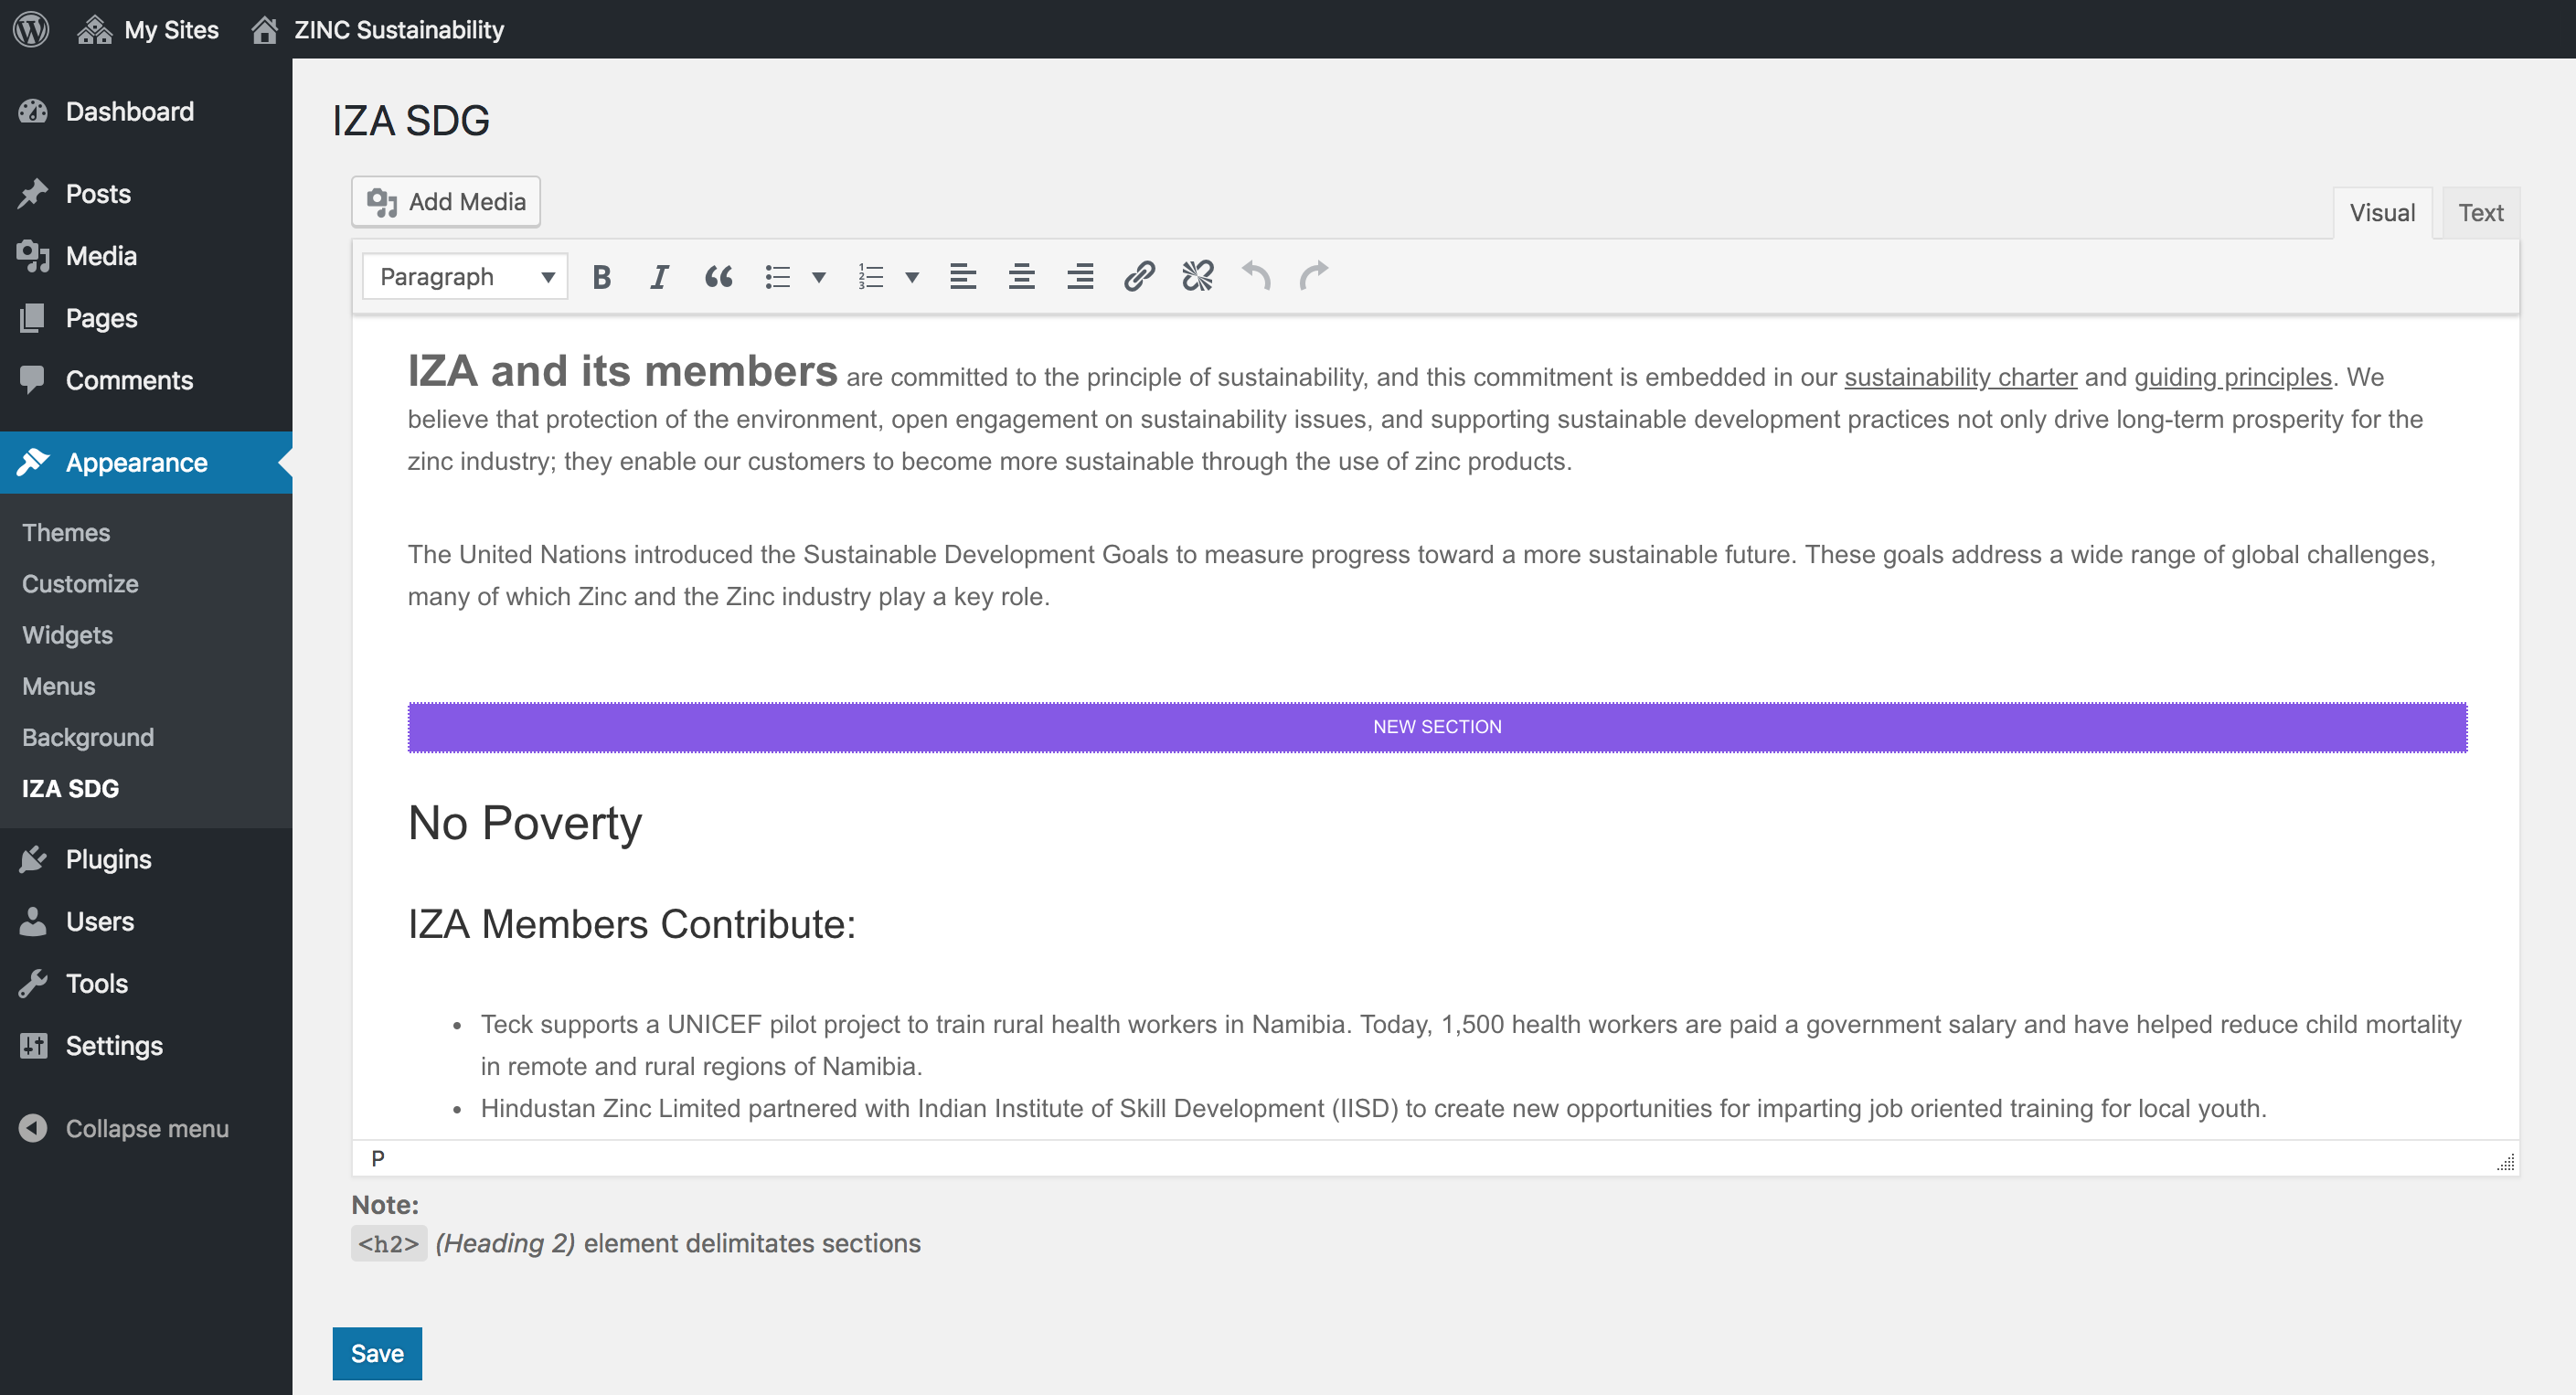 My Sites
ZINC Sustainability
Dashboard
Posts
Media
Pages
Comments
Appearance
Themes
Customize
Widgets
Menus
Background
IZA SDG
Plugins
Users
Tools
Settings
Collapse menu
IZA SDG
Add Media
Visual
Text
Paragraph
IZA and its members are committed to the principle of sustainability, and this commitment is embedded in our sustainability charter and guiding principles. We
believe that protection of the environment, open engagement on sustainability issues, and supporting sustainable development practices not only drive long-term prosperity for the
zinc industry; they enable our customers to become more sustainable through the use of zinc products.
The United Nations introduced the Sustainable Development Goals to measure progress toward a more sustainable future. These goals address a wide range of global challenges,
many of which Zinc and the Zinc industry play a key role.
NEW SECTION
No Poverty
IZA Members Contribute:
• Teck supports a UNICEF pilot project to train rural health workers in Namibia. Today, 1,500 health workers are paid a government salary and have helped reduce child mortality
in remote and rural regions of Namibia.
• Hindustan Zinc Limited partnered with Indian Institute of Skill Development (IISD) to create new opportunities for imparting job oriented training for local youth.
P
Note:
<h2> (Heading 2) element delimitates sections
Save